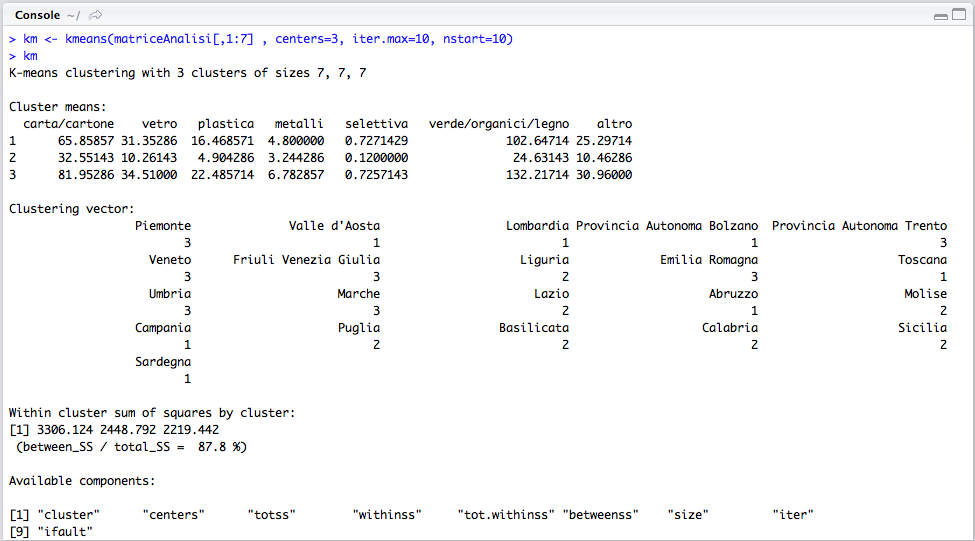 Console ~/
> km <- kmeans(matriceAnalisi[,1:7] , centers=3, iter.max=10, nstart=10)
> km
K-means clustering with 3 clusters of sizes 7, 7, 7
Cluster means:
  carta/cartone    vetro   plastica   metalli   selettiva   verde/organici/legno    altro
1      65.85857 31.35286  16.468571  4.800000   0.7271429              102.64714 25.29714
2      32.55143 10.26143   4.904286  3.244286   0.1200000               24.63143 10.46286
3      81.95286 34.51000  22.485714  6.782857   0.7257143              132.21714 30.96000
Clustering vector:
Piemonte Valle d'Aosta Lombardia Provincia Autonoma Bolzano Provincia Autonoma Trento
3 1 1 1 3
Veneto Friuli Venezia Giulia Liguria Emilia Romagna Toscana
3 3 2 3 1
Umbria Marche Lazio Abruzzo Molise
3 3 2 1 2
Campania Puglia Basilicata Calabria Sicilia
1 2 2 2 2
Sardegna
1
Within cluster sum of squares by cluster:
[1] 3306.124 2448.792 2219.442
 (between_SS / total_SS =  87.8 %)
Available components:
[1] "cluster" "centers" "totss" "withinss" "tot.withinss" "betweenss" "size" "iter"
[9] "ifault"